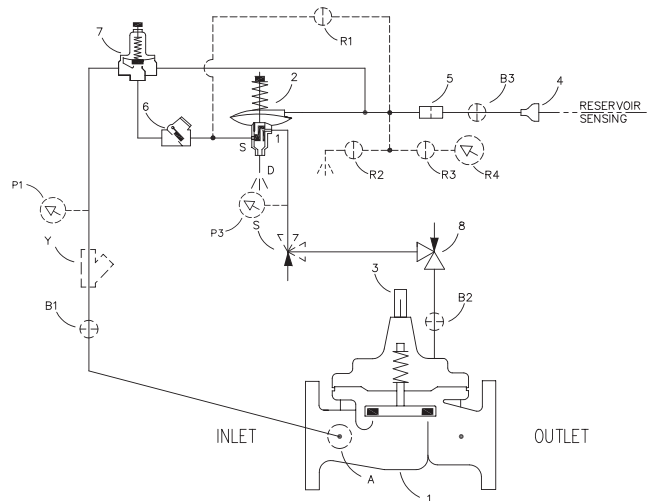 7
R1
2
5
B3
4
RESERVOIR
SENSING
6
S
1
D
R2
R3
R4
P1
P3
S
8
Y
3
B1
B2
INLET
OUTLET
A
1